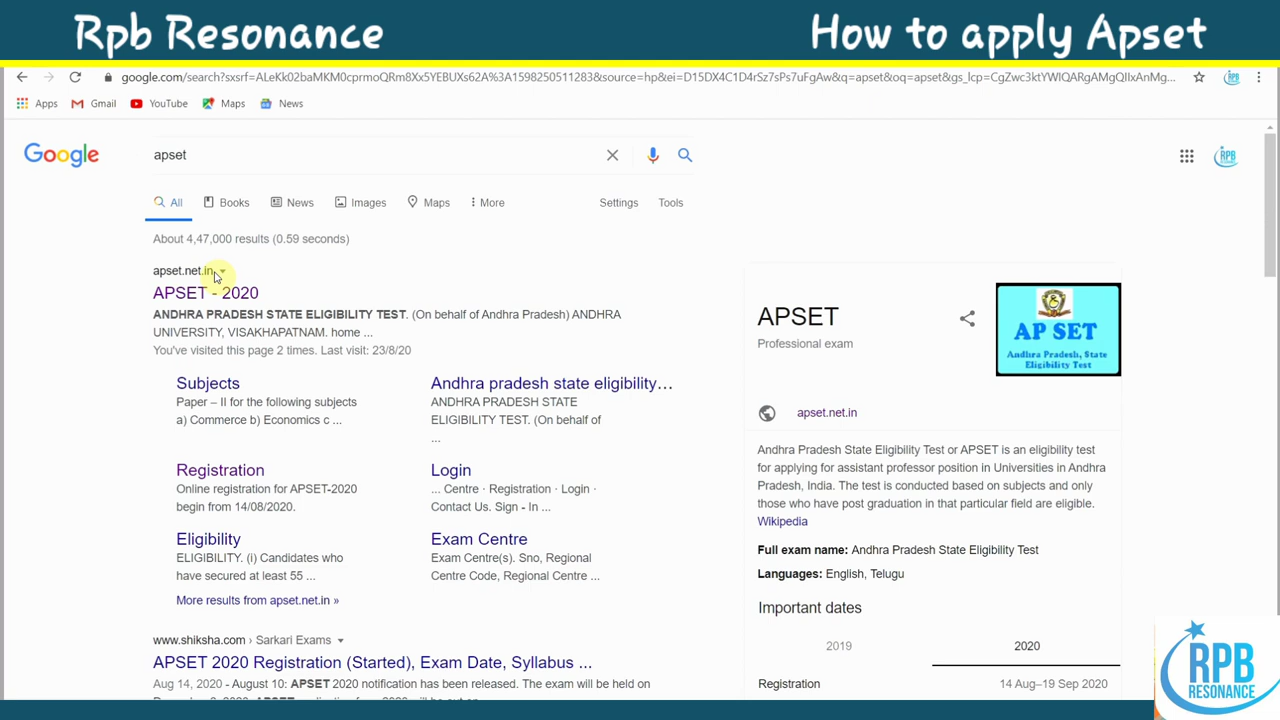 Rpb Resonance
How to apply Apset
google.com/search?sxsrf=ALeKk02baMKM0cprmoQRm8Xx5YEBUXs62A%3A1598250511283&source=hp&ei=D15DX4C1D4rSz7sPs7uFgAw&q=apset&oq=apset&gs_lcp=CgZwc3ktYWIQARgAMgQIIxAnMg...
Apps Gmail YouTube Maps News
Google
apset
All Books News Images Maps More Settings Tools
About 4,47,000 results (0.59 seconds)
apset.net.in
APSET - 2020
ANDHRA PRADESH STATE ELIGIBILITY TEST. (On behalf of Andhra Pradesh) ANDHRA
UNIVERSITY, VISAKHAPATNAM. home ...
You've visited this page 2 times. Last visit: 23/8/20
Subjects
Paper – II for the following subjects
a) Commerce b) Economics c ...
Andhra pradesh state eligibility...
ANDHRA PRADESH STATE
ELIGIBILITY TEST. (On behalf of
...
Registration
Online registration for APSET-2020
begin from 14/08/2020.
Login
... Centre · Registration · Login ·
Contact Us. Sign - In ...
Eligibility
ELIGIBILITY. (i) Candidates who
have secured at least 55 ...
Exam Centre
Exam Centre(s). Sno, Regional
Centre Code, Regional Centre ...
More results from apset.net.in »
www.shiksha.com › Sarkari Exams
APSET 2020 Registration (Started), Exam Date, Syllabus ...
Aug 14, 2020 - August 10: APSET 2020 notification has been released. The exam will be held on
APSET
Professional exam
AP SET
Andhra Pradesh, State
Eligibility Test
apset.net.in
Andhra Pradesh State Eligibility Test or APSET is an eligibility test
for applying for assistant professor position in Universities in Andhra
Pradesh, India. The test is conducted based on subjects and only
those who have post graduation in that particular field are eligible.
Wikipedia
Full exam name: Andhra Pradesh State Eligibility Test
Languages: English, Telugu
Important dates
2019 2020
Registration 14 Aug–19 Sep 2020
RPB
RESONANCE